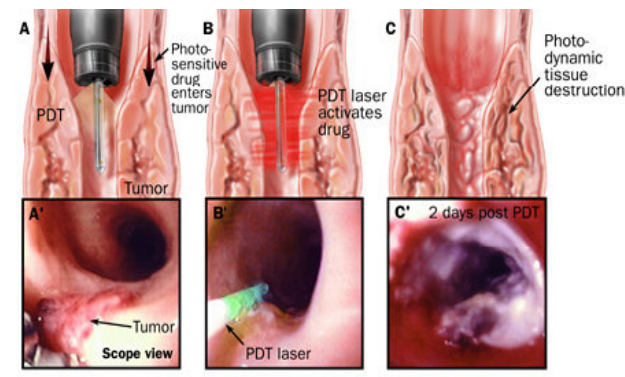 A
Photo-
sensitive
drug
enters
tumor
PDT
Tumor
B
PDT laser
activates
drug
C
Photo-
dynamic
tissue
destruction
A'
Tumor
Scope view
B'
PDT laser
C' 2 days post PDT